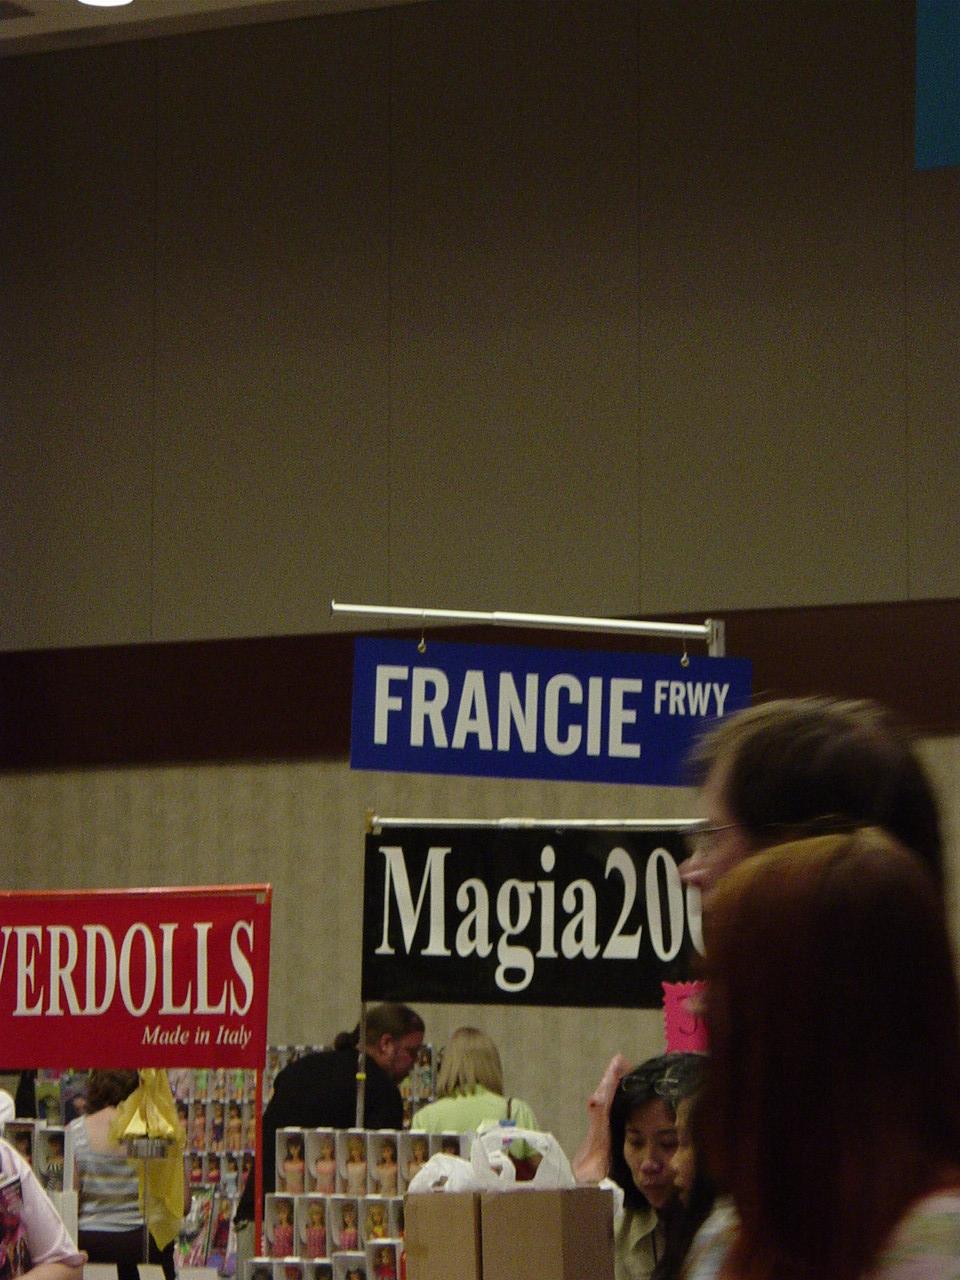 FRANCIE FRWY
Magia20
VERDOLLS
Made in Italy